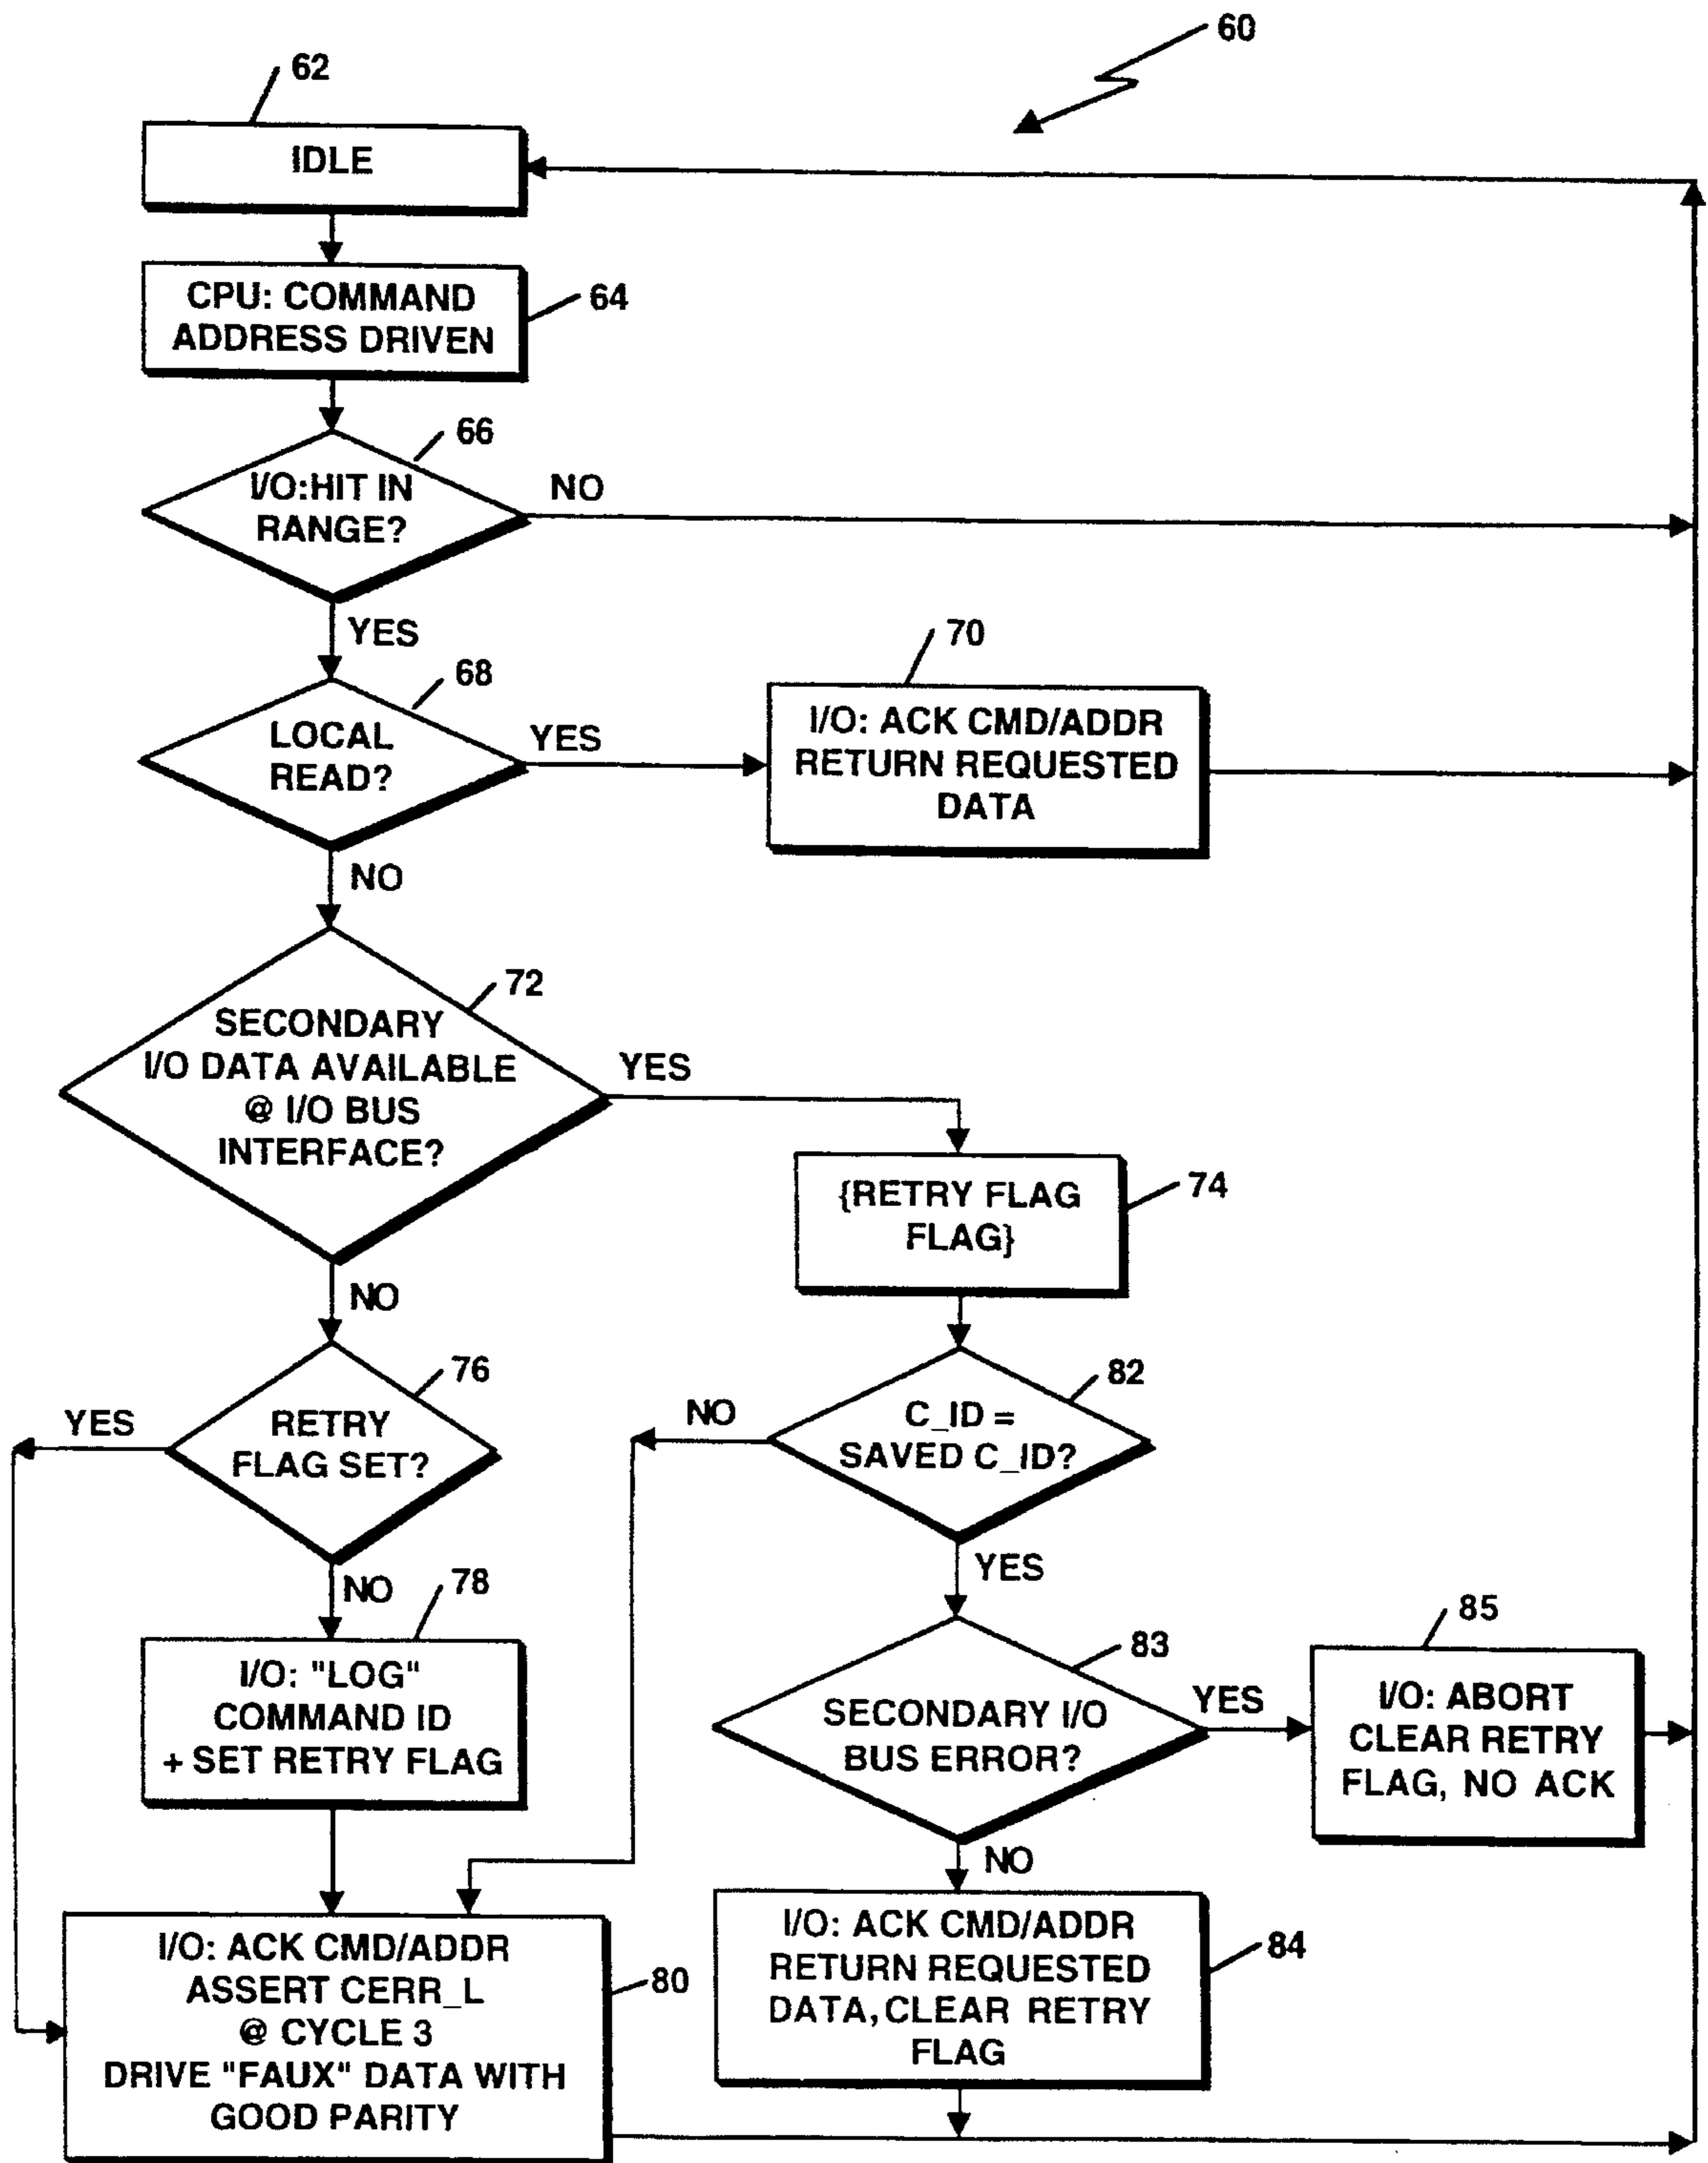 60
62
IDLE
CPU: COMMAND
ADDRESS DRIVEN
64
66
I/O:HIT IN
RANGE?
NO
YES
68
LOCAL
READ?
YES
70
I/O: ACK CMD/ADDR
RETURN REQUESTED
DATA
NO
72
SECONDARY
I/O DATA AVAILABLE
@ I/O BUS
INTERFACE?
YES
{RETRY FLAG
FLAG}
74
NO
76
RETRY
FLAG SET?
YES
82
C_ID =
SAVED C_ID?
NO
YES
NO
78
I/O: "LOG"
COMMAND ID
+ SET RETRY FLAG
83
SECONDARY I/O
BUS ERROR?
YES
85
I/O: ABORT
CLEAR RETRY
FLAG, NO ACK
NO
I/O: ACK CMD/ADDR
ASSERT CERR_L
@ CYCLE 3
DRIVE "FAUX" DATA WITH
GOOD PARITY
80
I/O: ACK CMD/ADDR
RETURN REQUESTED
DATA, CLEAR RETRY
FLAG
84